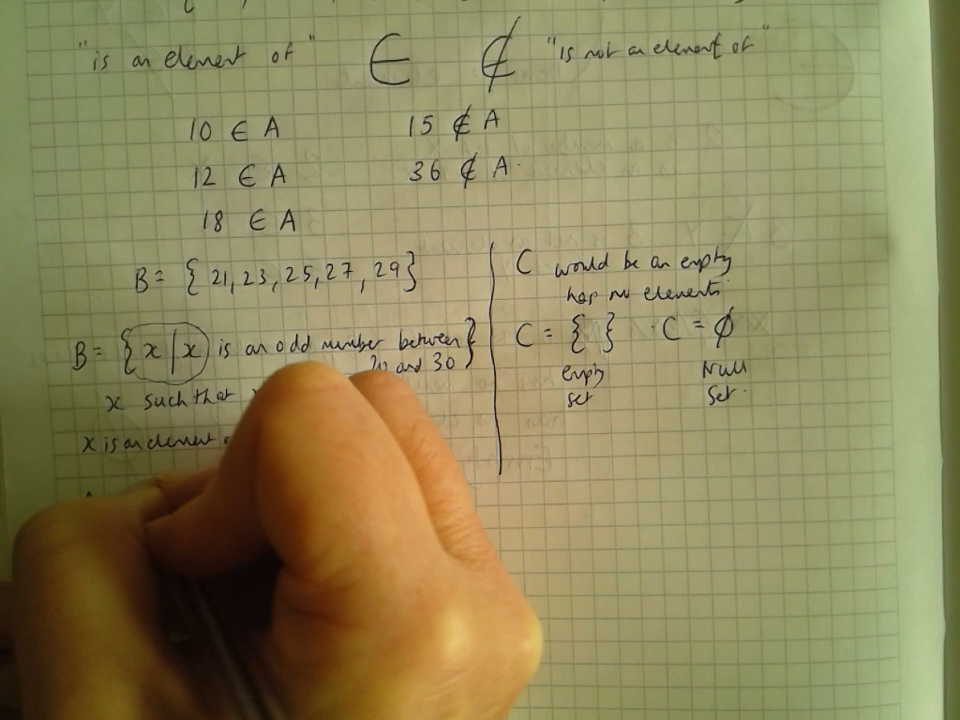 "is an element of" ∈ ∉ "is not an element of"
10 ∈ A 15 ∉ A
12 ∈ A 36 ∉ A.
18 ∈ A
B = { 21, 23, 25, 27, 29 }
B = { x | x is an odd number between
20 and 30 }
x such that x
x is an element
C would be an empty
has no elements.
C = { } C = ∅
empty Null
set set.